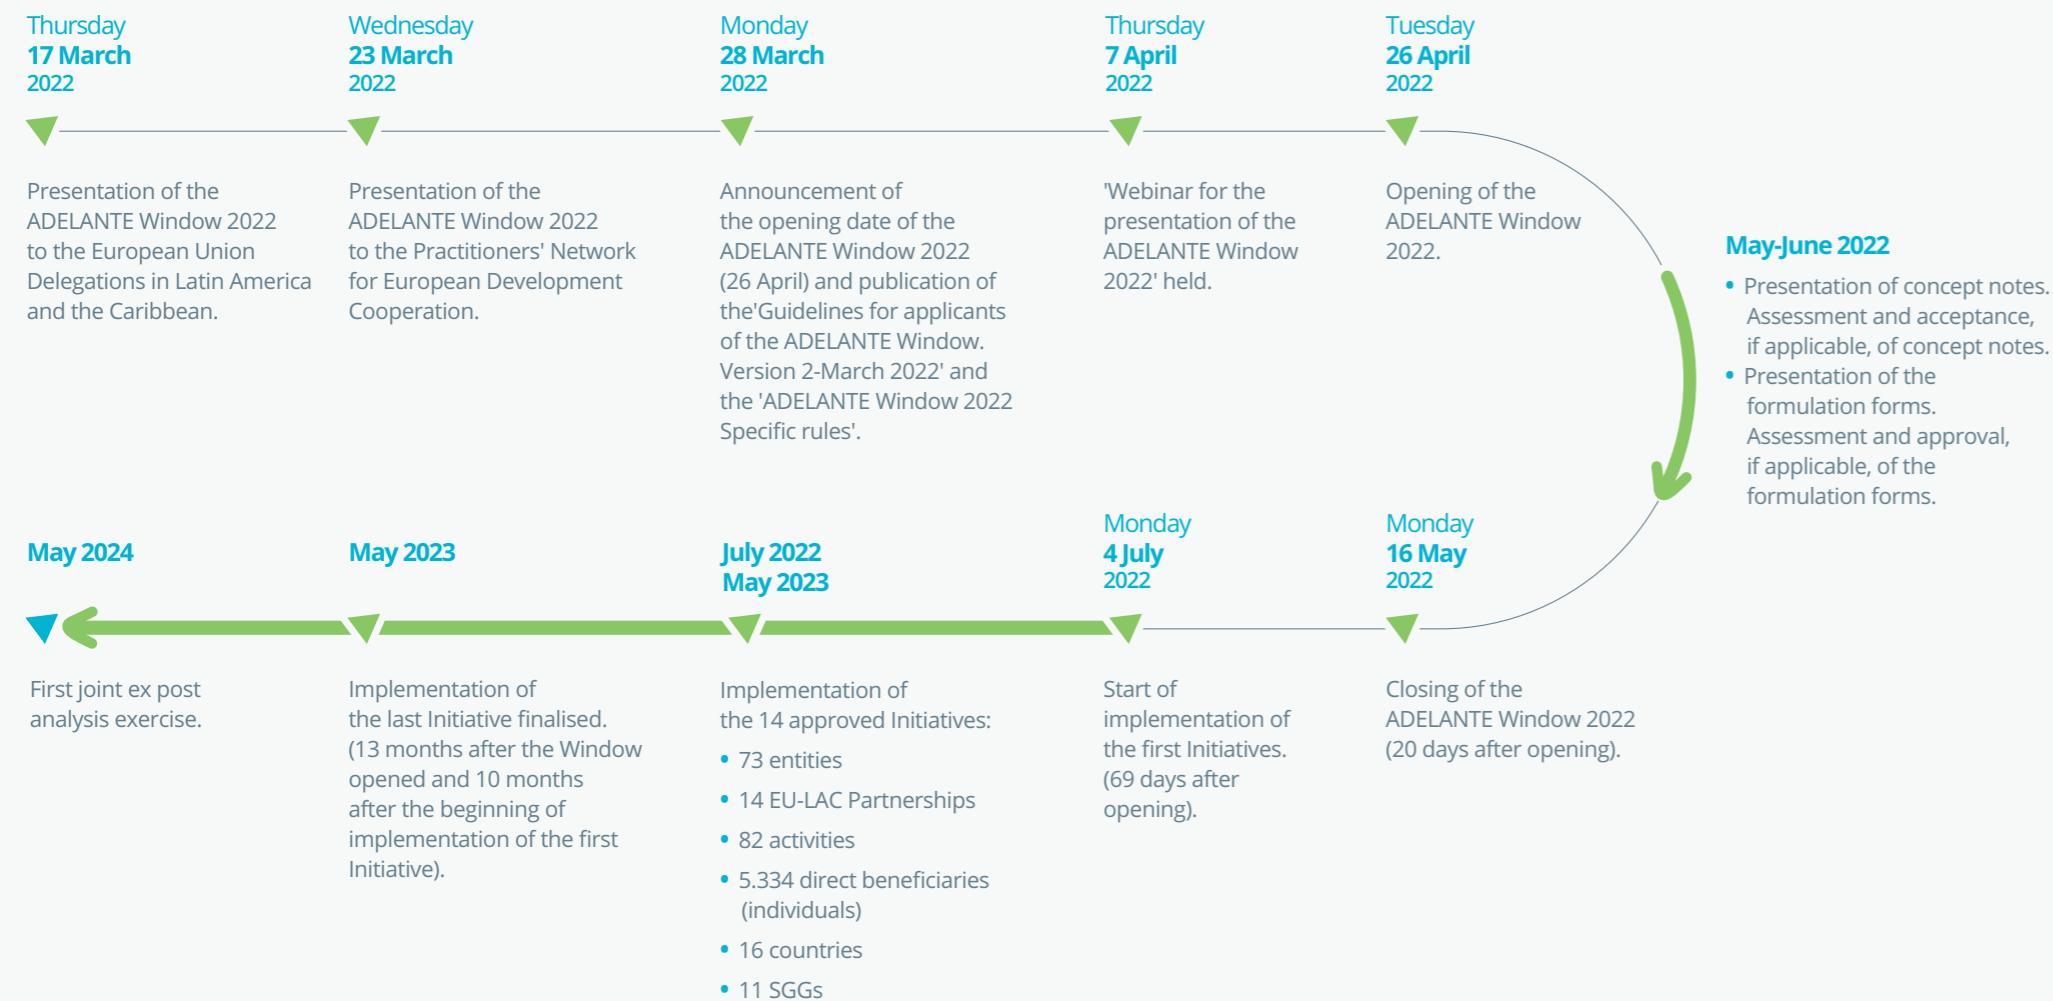 Thursday
17 March
2022
Presentation of the
ADELANTE Window 2022
to the European Union
Delegations in Latin America
and the Caribbean.
Wednesday
23 March
2022
Presentation of the
ADELANTE Window 2022
to the Practitioners' Network
for European Development
Cooperation.
Monday
28 March
2022
Announcement of
the opening date of the
ADELANTE Window 2022
(26 April) and publication of
the'Guidelines for applicants
of the ADELANTE Window.
Version 2-March 2022' and
the 'ADELANTE Window 2022
Specific rules'.
Thursday
7 April
2022
'Webinar for the
presentation of the
ADELANTE Window
2022' held.
Tuesday
26 April
2022
Opening of the
ADELANTE Window
2022.
May-June 2022
• Presentation of concept notes.
Assessment and acceptance,
if applicable, of concept notes.
• Presentation of the
formulation forms.
Assessment and approval,
if applicable, of the
formulation forms.
Monday
16 May
2022
Closing of the
ADELANTE Window 2022
(20 days after opening).
Monday
4 July
2022
Start of
implementation of
the first Initiatives.
(69 days after
opening).
July 2022
May 2023
Implementation of
the 14 approved Initiatives:
• 73 entities
• 14 EU-LAC Partnerships
• 82 activities
• 5.334 direct beneficiaries
(individuals)
• 16 countries
• 11 SGGs
May 2023
Implementation of
the last Initiative finalised.
(13 months after the Window
opened and 10 months
after the beginning of
implementation of the first
Initiative).
May 2024
First joint ex post
analysis exercise.